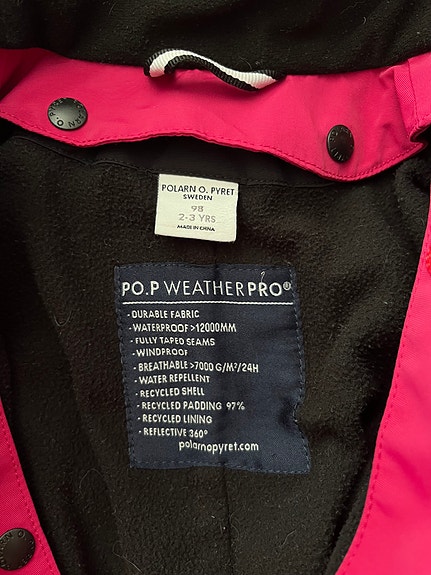 POLARN O. PYRET
SWEDEN
98
2-3 YRS
MADE IN CHINA
PO.P WEATHERPRO®
- DURABLE FABRIC
- WATERPROOF >12000MM
- FULLY TAPED SEAMS
- WINDPROOF
- BREATHABLE >7000 G/M²/24H
- WATER REPELLENT
- RECYCLED SHELL
- RECYCLED PADDING 97%
- RECYCLED LINING
- REFLECTIVE 360°
polarnopyret.com